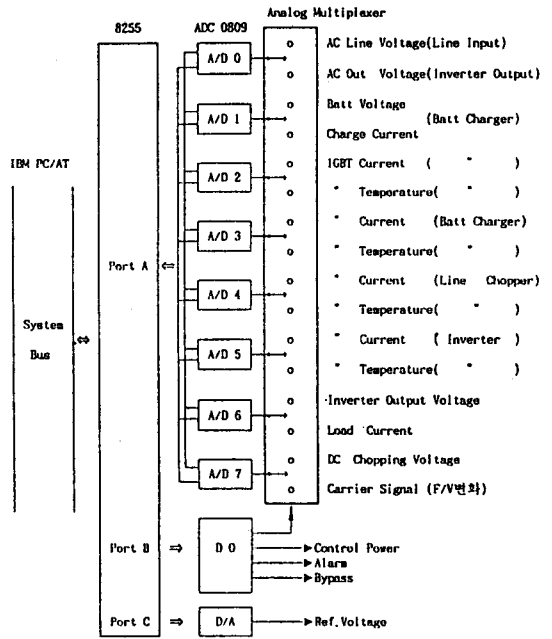 Analog Multiplexer
8255 ADC 0809
A/D 0 AC Line Voltage(Line Input)
AC Out Voltage(Inverter Output)
A/D 1 Batt Voltage
(Batt Charger)
Charge Current
IBM PC/AT
A/D 2 IGBT Current ( " )
" Temperature( " )
A/D 3 " Current (Batt Charger)
" Temperature( " )
Port A ⇐
A/D 4 " Current (Line Chopper)
" Temperature( " )
System Bus ⇔
A/D 5 " Current ( Inverter )
" Temperature( " )
A/D 6 Inverter Output Voltage
Load Current
A/D 7 DC Chopping Voltage
Carrier Signal (F/V변화)
Port B ⇒ D O Control Power
Alarm
Bypass
Port C ⇒ D/A Ref.Voltage